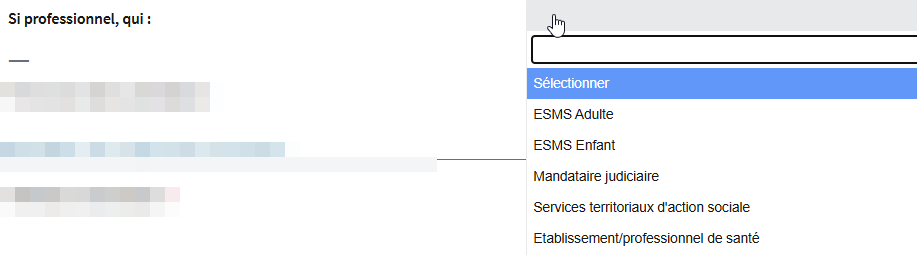 Si professionnel, qui :
Sélectionner
ESMS Adulte
ESMS Enfant
Mandataire judiciaire
Services territoriaux d'action sociale
Etablissement/professionnel de santé